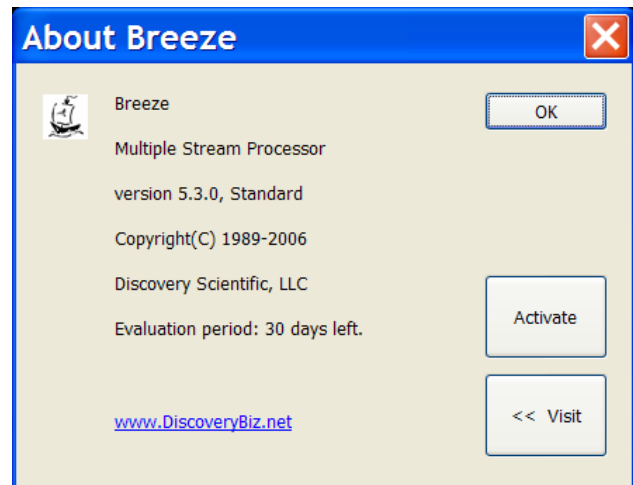 About Breeze
Breeze
OK
Multiple Stream Processor
version 5.3.0, Standard
Copyright(C) 1989-2006
Discovery Scientific, LLC
Evaluation period: 30 days left.
Activate
www.DiscoveryBiz.net
<< Visit